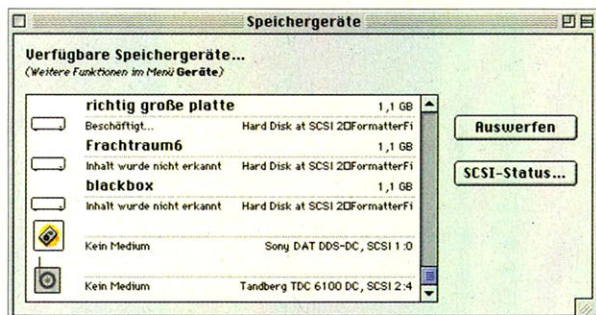 Speichergeräte
Verfügbare Speichergeräte...
(Weitere Funktionen im Menü Geräte)
richtig große platte 1,1 GB
Beschäftigt... Hard Disk at SCSI 2□FormatterFi
Frachtraum6 1,1 GB
Inhalt wurde nicht erkannt Hard Disk at SCSI 2□FormatterFi
blackbox 1,1 GB
Inhalt wurde nicht erkannt Hard Disk at SCSI 2□FormatterFi
Kein Medium Sony DAT DDS-DC, SCSI 1:0
Kein Medium Tandberg TDC 6100 DC, SCSI 2:4
Auswerfen
SCSI-Status...